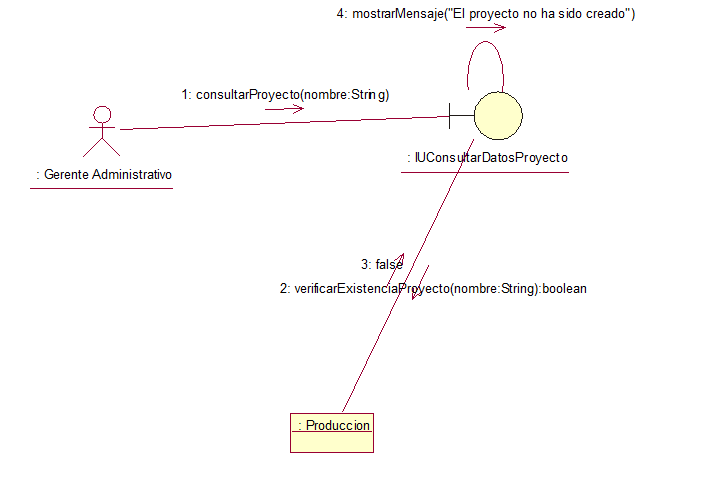 4: mostrarMensaje("El proyecto no ha sido creado")
1: consultarProyecto(nombre:String)
: IUConsultarDatosProyecto
: Gerente Administrativo
3: false
2: verificarExistenciaProyecto(nombre:String):boolean
: Produccion